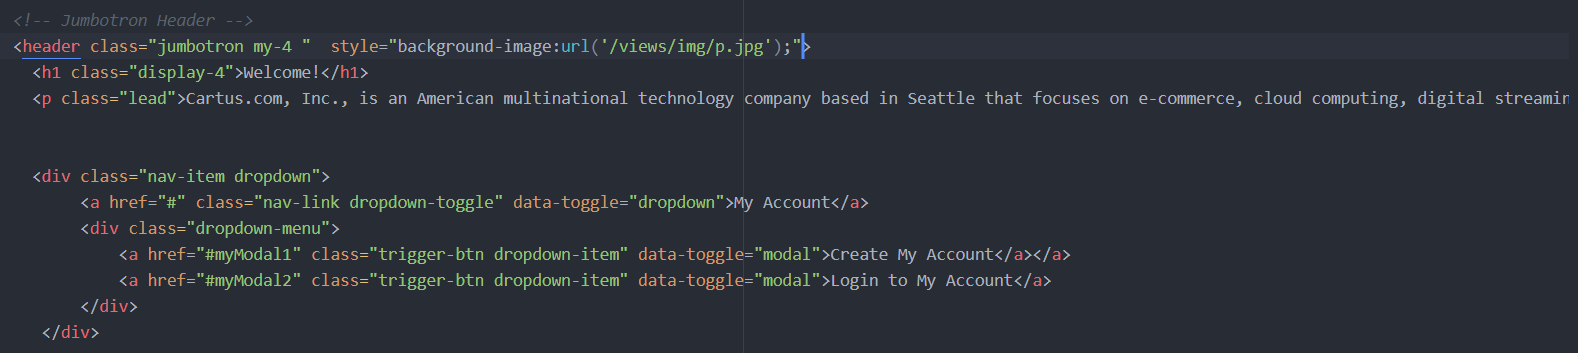 <!-- Jumbotron Header -->
<header class="jumbotron my-4 "  style="background-image:url('/views/img/p.jpg');">
<h1 class="display-4">Welcome!</h1>
<p class="lead">Cartus.com, Inc., is an American multinational technology company based in Seattle that focuses on e-commerce, cloud computing, digital streamin
<div class="nav-item dropdown">
<a href="#" class="nav-link dropdown-toggle" data-toggle="dropdown">My Account</a>
<div class="dropdown-menu">
<a href="#myModal1" class="trigger-btn dropdown-item" data-toggle="modal">Create My Account</a></a>
<a href="#myModal2" class="trigger-btn dropdown-item" data-toggle="modal">Login to My Account</a>
</div>
</div>